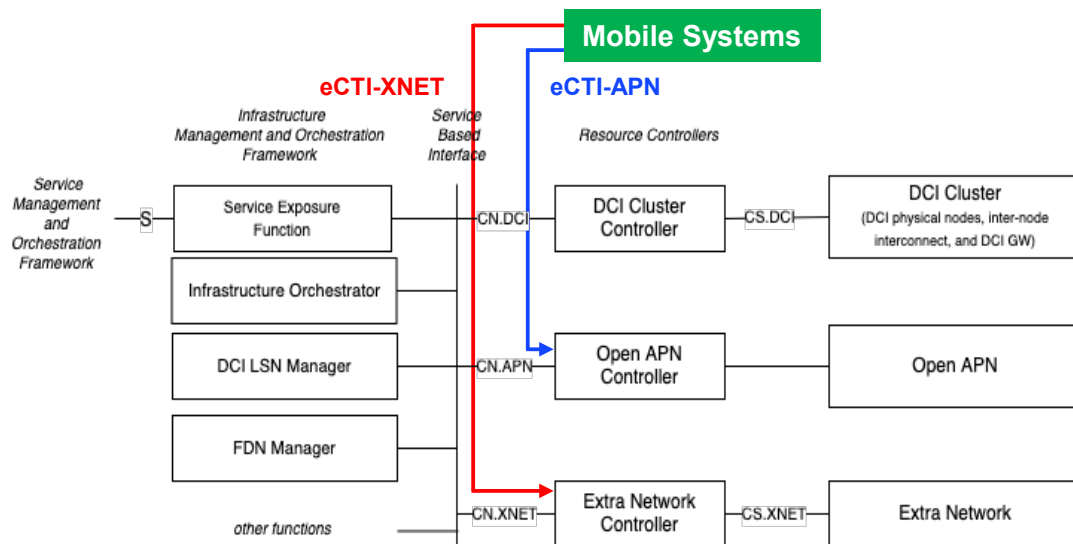 Mobile Systems
eCTI-XNET
eCTI-APN
Infrastructure
Management and Orchestration
Framework
Service
Based
Interface
Resource Controllers
Service
Management
and
Orchestration
Framework
S
Service Exposure
Function
CN.DCI
DCI Cluster
Controller
CS.DCI
DCI Cluster
(DCI physical nodes, inter-node
interconnect, and DCI GW)
Infrastructure Orchestrator
DCI LSN Manager
CN.APN
Open APN
Controller
Open APN
FDN Manager
CN.XNET
Extra Network
Controller
CS.XNET
Extra Network
other functions